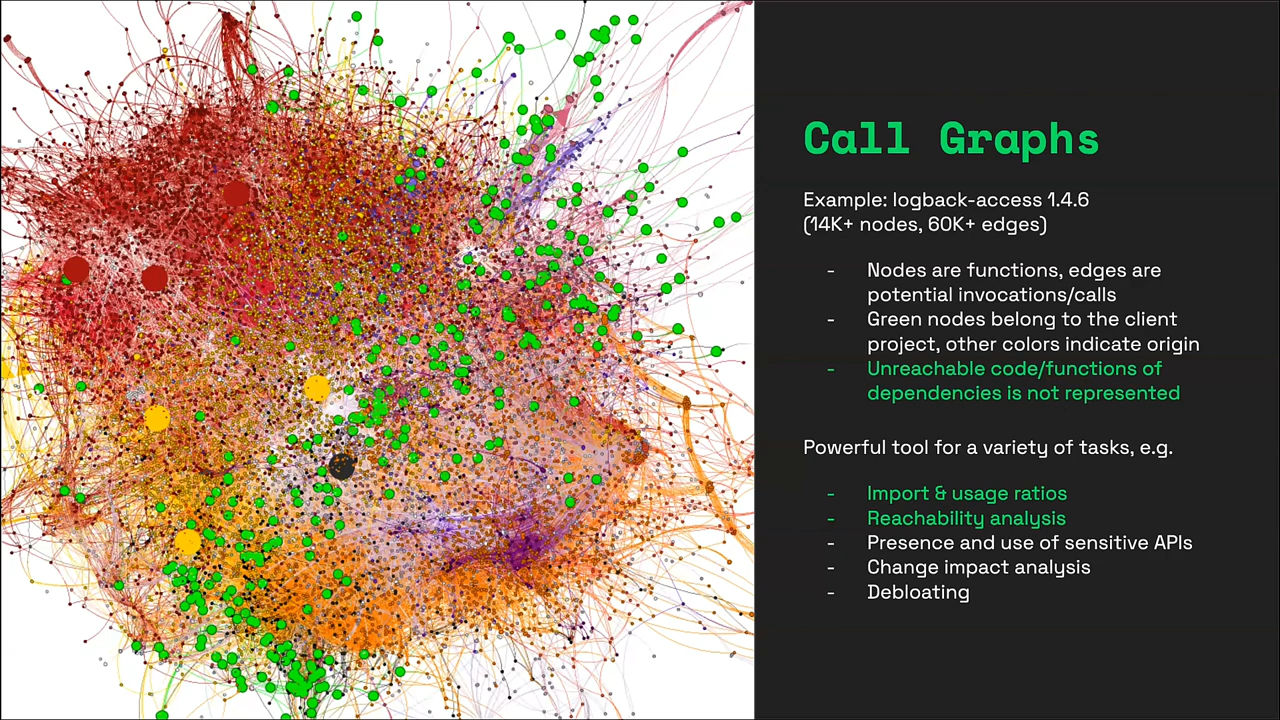 Call Graphs
Example: logback-access 1.4.6
(14K+ nodes, 60K+ edges)
- Nodes are functions, edges are
potential invocations/calls
- Green nodes belong to the client
project, other colors indicate origin
- Unreachable code/functions of
dependencies is not represented
Powerful tool for a variety of tasks, e.g.
- Import & usage ratios
- Reachability analysis
- Presence and use of sensitive APIs
- Change impact analysis
- Debloating